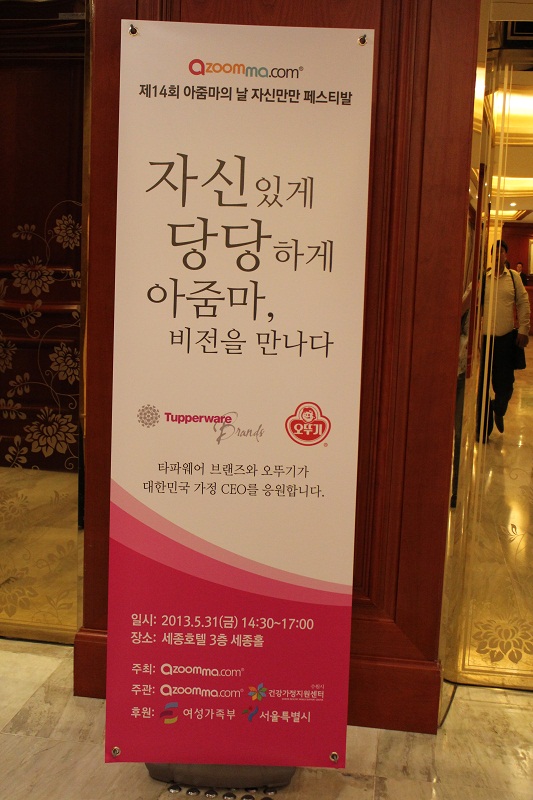 azoomma.com®
제14회 아줌마의 날 자신만만 페스티발
자신있게
당당하게
아줌마,
비전을 만나다
Tupperware
Brands
오뚜기
타파웨어 브랜즈와 오뚜기가
대한민국 가정 CEO를 응원합니다.
일시: 2013.5.31(금) 14:30~17:00
장소: 세종호텔 3층 세종홀
주최: azoomma.com®
주관: azoomma.com® 건강가정지원센터
후원: 여성가족부 서울특별시